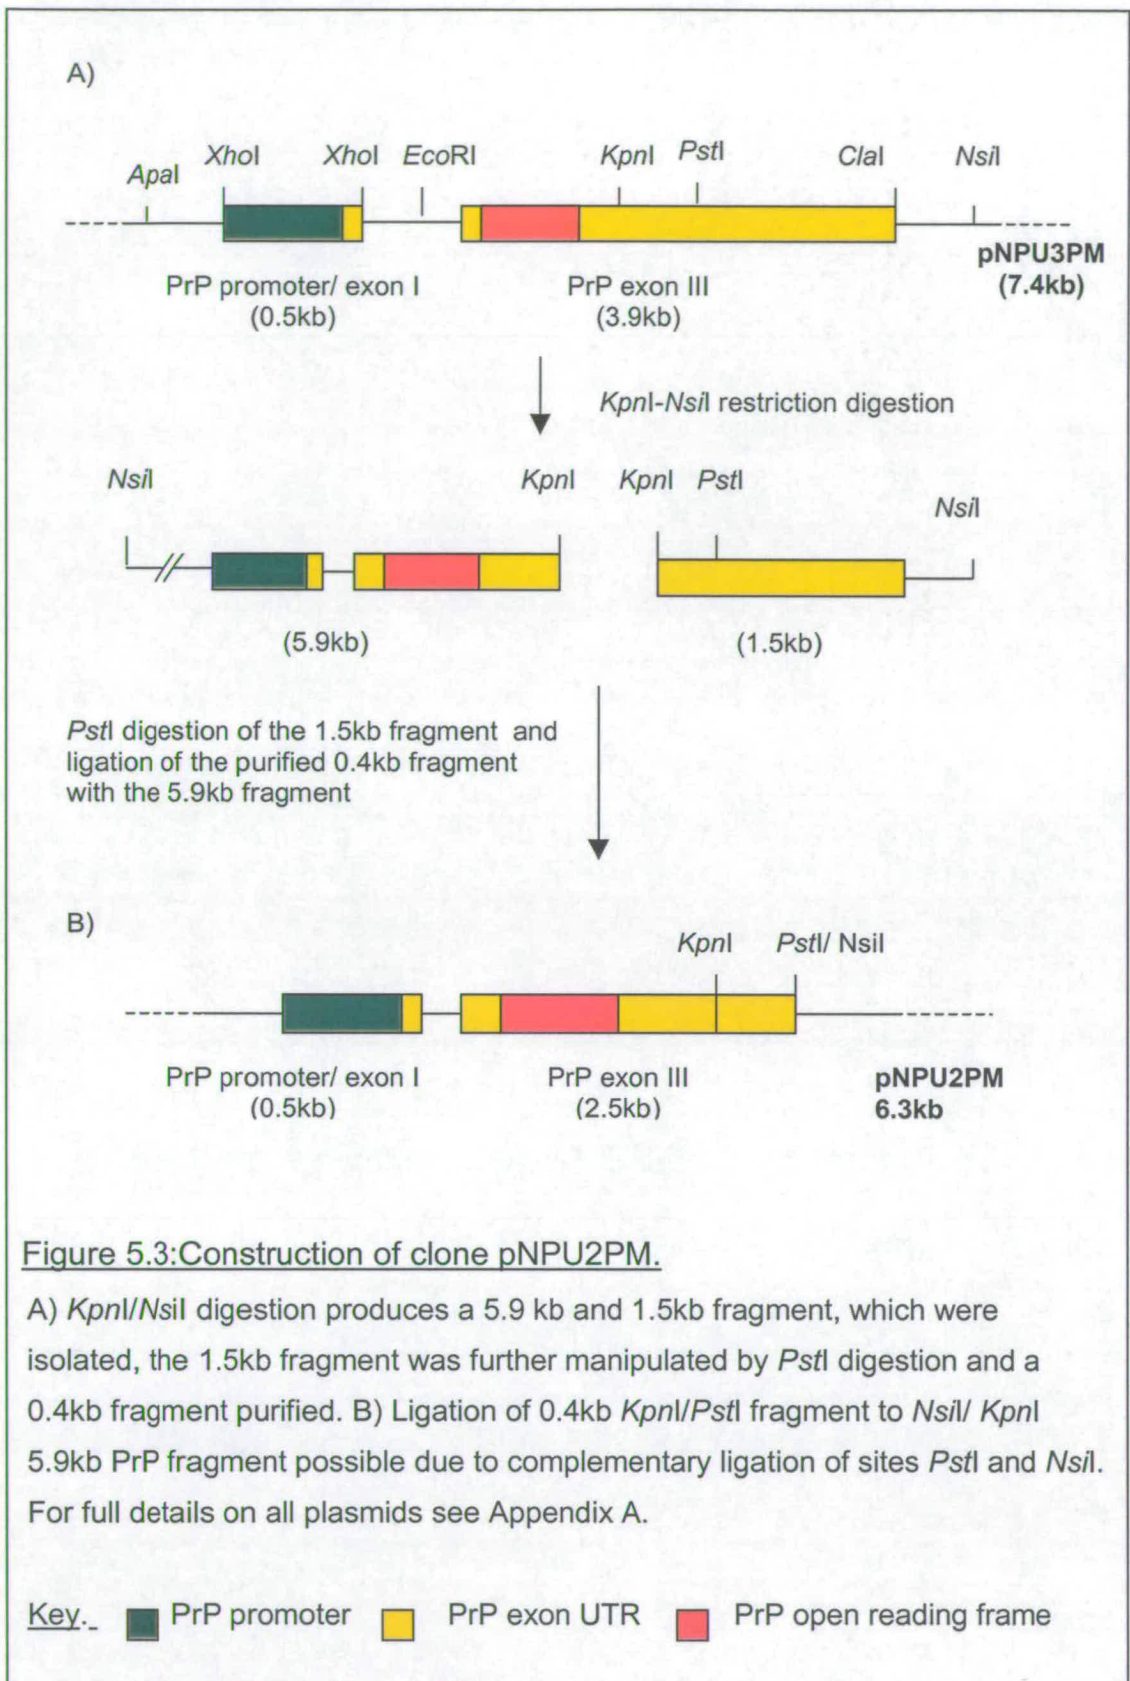 A)
ApaI XhoI XhoI EcoRI KpnI PstI ClaI NsiI
pNPU3PM
(7.4kb)
PrP promoter/ exon I
(0.5kb)
PrP exon III
(3.9kb)
KpnI-NsiI restriction digestion
NsiI KpnI KpnI PstI NsiI
(5.9kb) (1.5kb)
PstI digestion of the 1.5kb fragment and
ligation of the purified 0.4kb fragment
with the 5.9kb fragment
B)
KpnI PstI/ NsiI
PrP promoter/ exon I
(0.5kb)
PrP exon III
(2.5kb)
pNPU2PM
6.3kb
Figure 5.3:Construction of clone pNPU2PM.
A) KpnI/NsiI digestion produces a 5.9 kb and 1.5kb fragment, which were
isolated, the 1.5kb fragment was further manipulated by PstI digestion and a
0.4kb fragment purified. B) Ligation of 0.4kb KpnI/PstI fragment to NsiI/ KpnI
5.9kb PrP fragment possible due to complementary ligation of sites PstI and NsiI.
For full details on all plasmids see Appendix A.
Key. PrP promoter PrP exon UTR PrP open reading frame